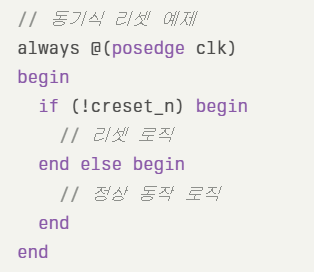 // 동기식 리셋 예제
always @(posedge clk)
begin
  if (!creset_n) begin
    // 리셋 로직
  end else begin
    // 정상 동작 로직
  end
end